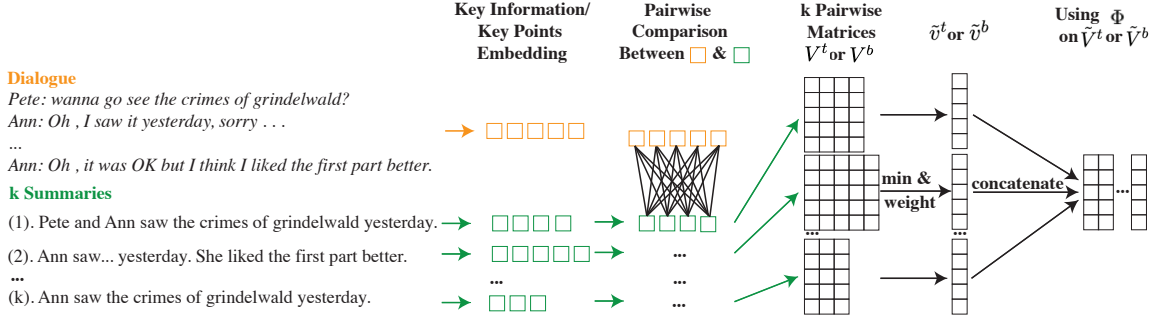 Key Information/
Key Points
Embedding
Pairwise
Comparison
Between □ & □
k Pairwise
Matrices
V^t or V^b
ṽ^t or ṽ^b
Using Φ
on Ṽ^t or Ṽ^b
Dialogue
Pete: wanna go see the crimes of grindelwald?
Ann: Oh , I saw it yesterday, sorry . . .
...
Ann: Oh , it was OK but I think I liked the first part better.
k Summaries
(1). Pete and Ann saw the crimes of grindelwald yesterday.
(2). Ann saw... yesterday. She liked the first part better.
...
(k). Ann saw the crimes of grindelwald yesterday.
...
...
...
...
min &
weight
...
concatenate
...